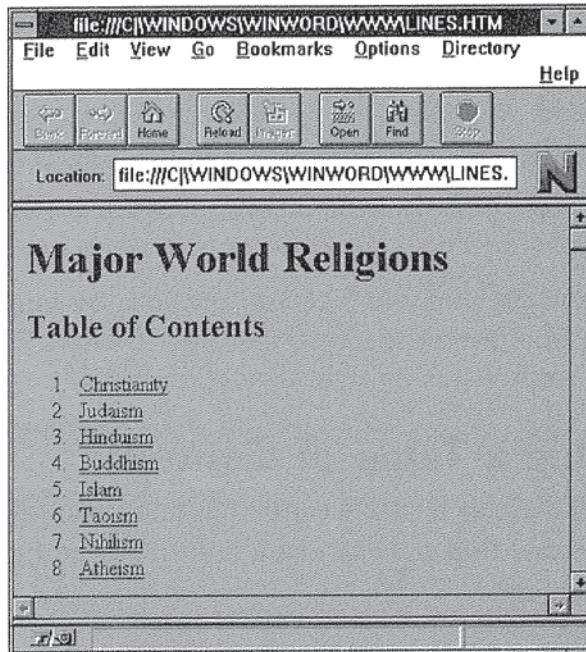 file:///C|\WINDOWS\WINWORD\WWW\LINES.HTM
File Edit View Go Bookmarks Options Directory
Help
Back Forward Home Reload Images Open Find Stop
Location: file:///C|\WINDOWS\WINWORD\WWW\LINES.
N
Major World Religions
Table of Contents
1 Christianity
2 Judaism
3 Hinduism
4 Buddhism
5 Islam
6 Taoism
7 Nihilism
8 Atheism